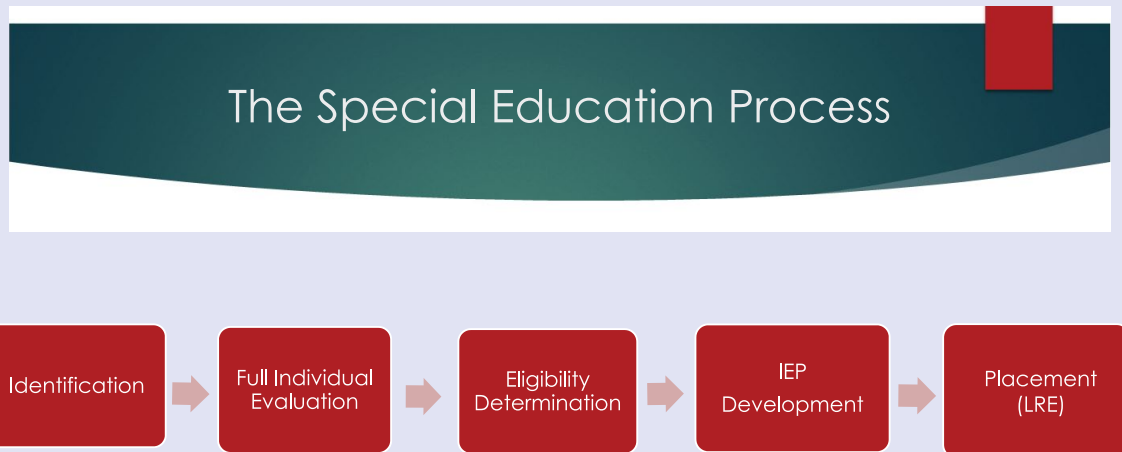 The Special Education Process
Identification
Full Individual
Evaluation
Eligibility
Determination
IEP
Development
Placement
(LRE)